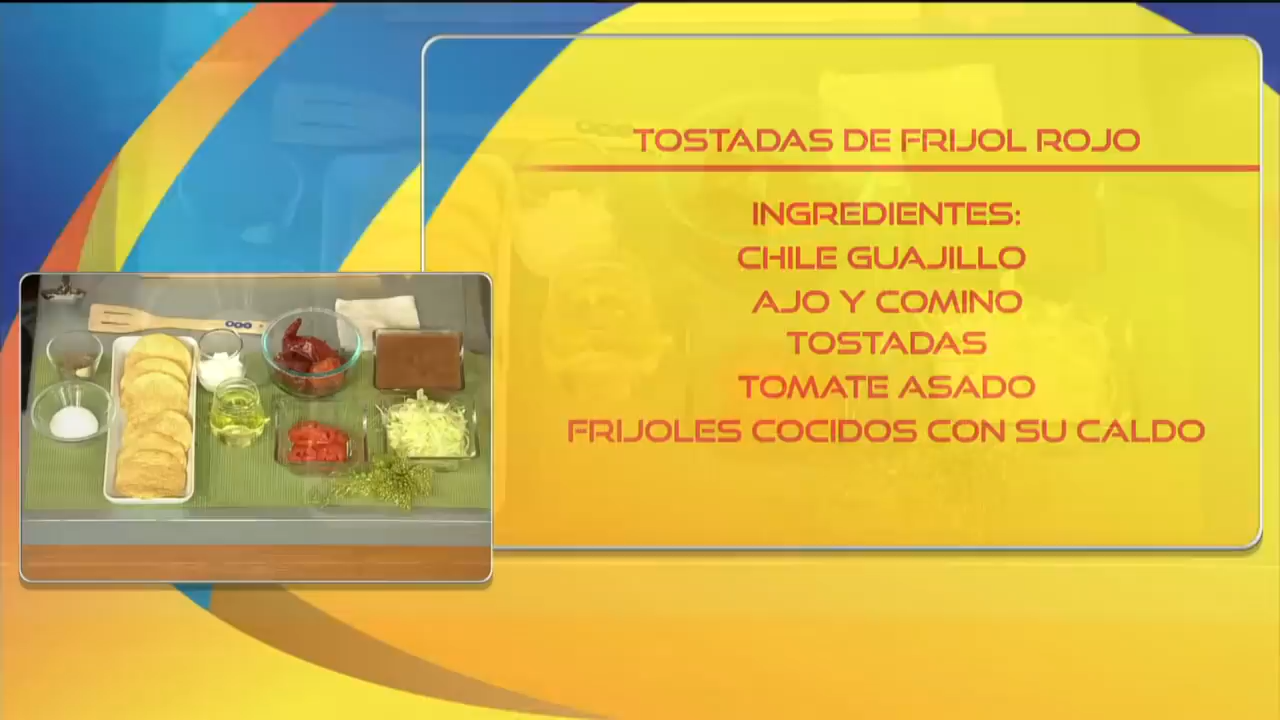 TOSTADAS DE FRIJOL ROJO
INGREDIENTES:
CHILE GUAJILLO
AJO Y COMINO
TOSTADAS
TOMATE ASADO
FRIJOLES COCIDOS CON SU CALDO